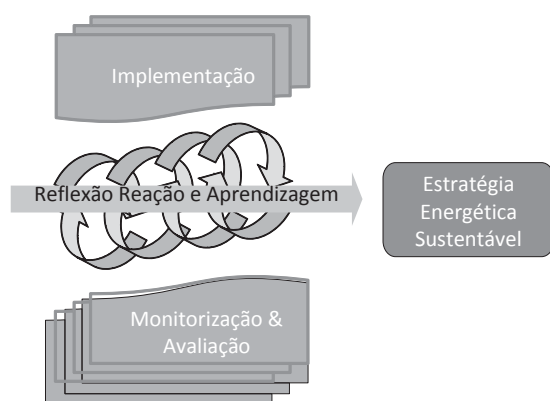 Implementação
Reflexão Reação e Aprendizagem
Estratégia
Energética
Sustentável
Monitorização &
Avaliação